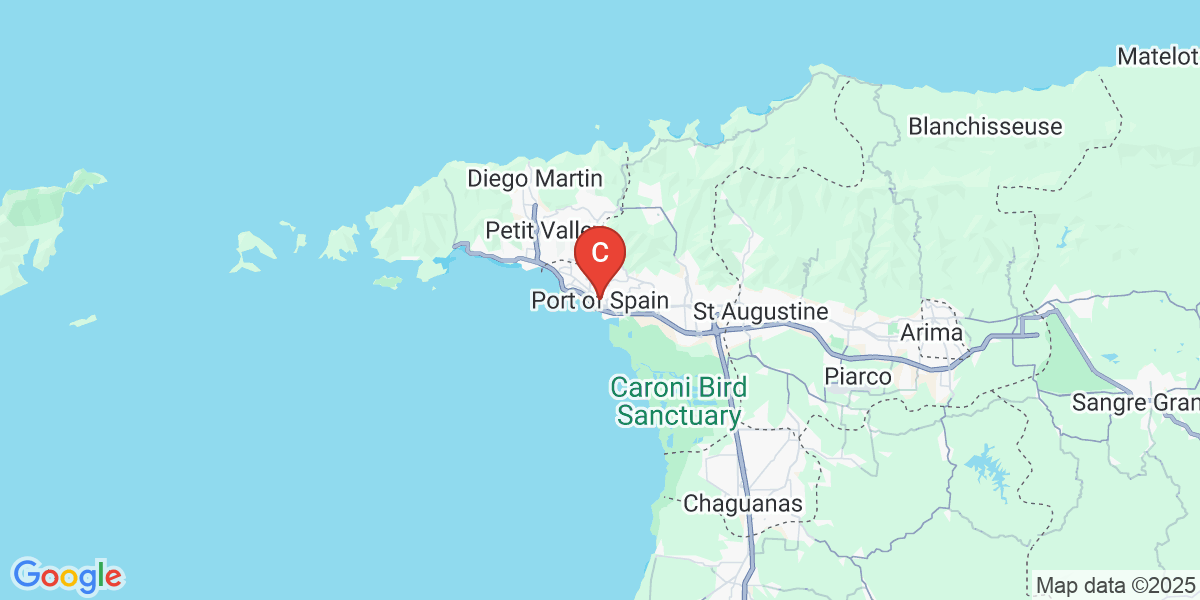 Matelot
Blanchisseuse
Diego Martin
Petit Valley
C
Port of Spain
St Augustine
Arima
Piarco
Caroni Bird
Sanctuary
Sangre Gran
Chaguanas
Google
Map data ©2025